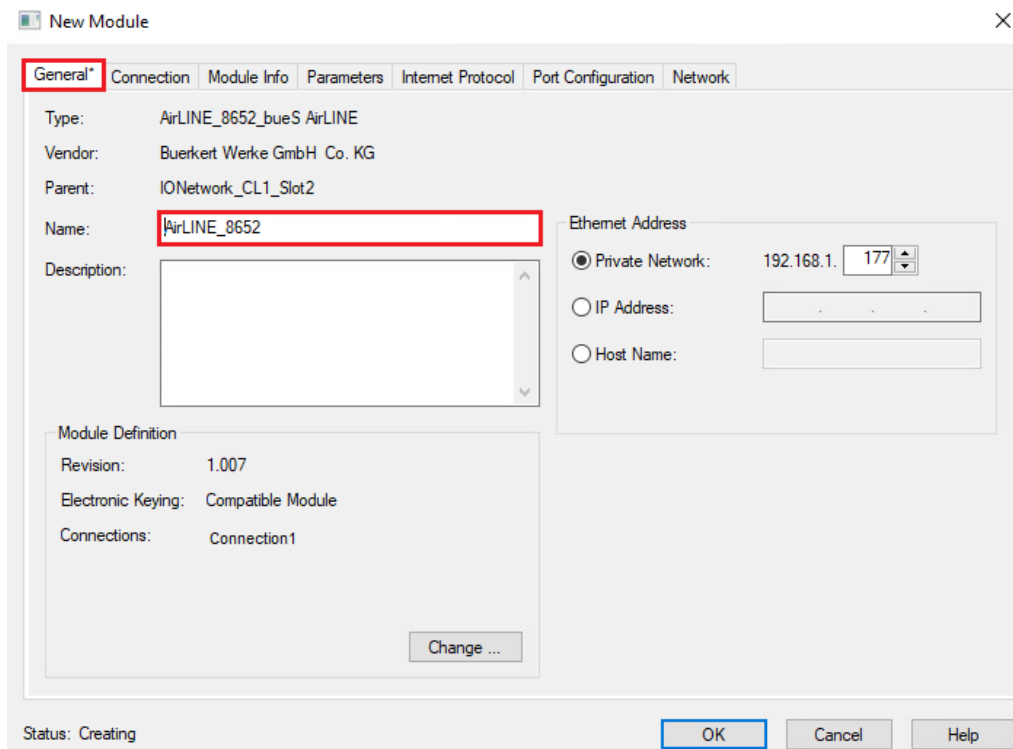 New Module
General* Connection Module Info Parameters Internet Protocol Port Configuration Network
Type: AirLINE_8652_bueS AirLINE
Vendor: Buerkert Werke GmbH Co. KG
Parent: IONetwork_CL1_Slot2
Name: AirLINE_8652
Description:
Ethernet Address
Private Network: 192.168.1. 177
IP Address: . . .
Host Name:
Module Definition
Revision: 1.007
Electronic Keying: Compatible Module
Connections: Connection1
Change ...
Status: Creating
OK Cancel Help